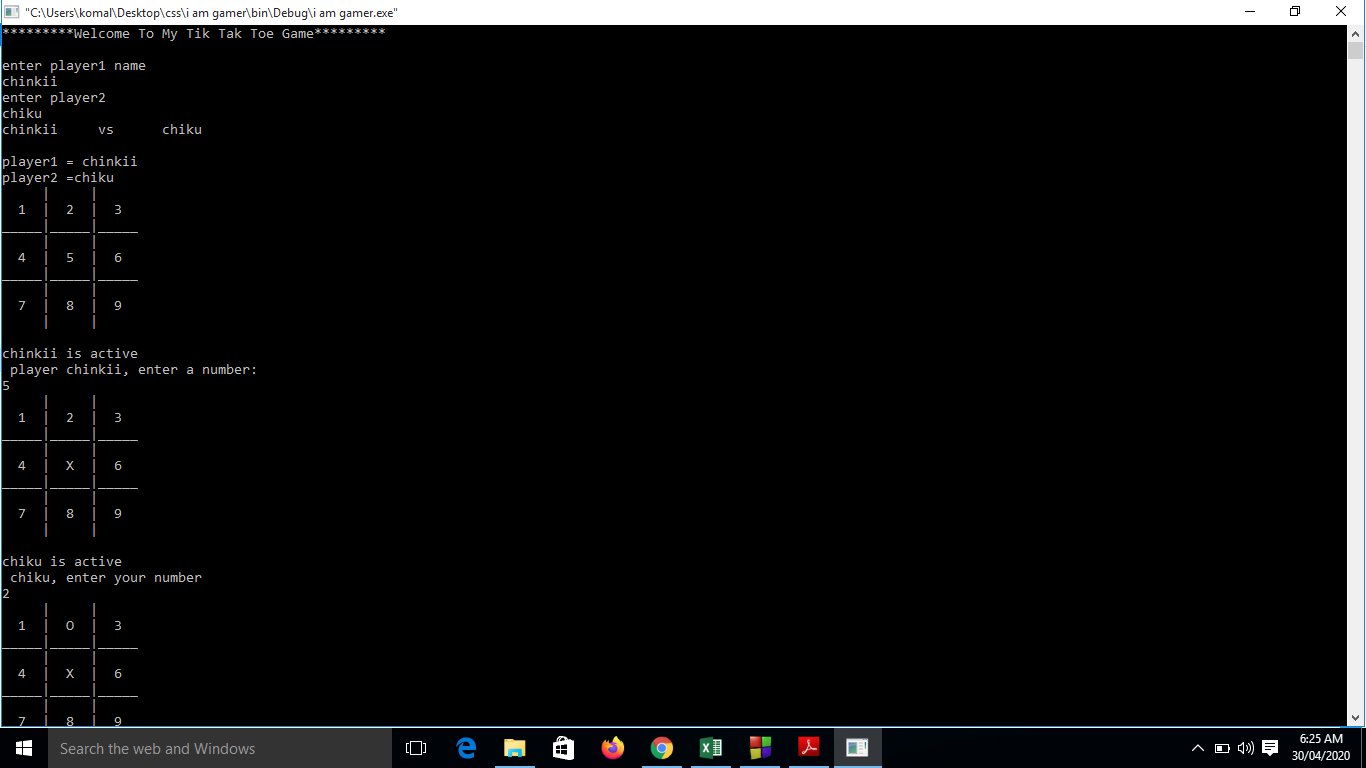 "C:\Users\komal\Desktop\css\i am gamer\bin\Debug\i am gamer.exe"
*********Welcome To My Tik Tak Toe Game*********
enter player1 name
chinkii
enter player2
chiku
chinkii     vs      chiku
player1 = chinkii
player2 =chiku
     |     |
  1  |  2  |  3
_____|_____|_____
     |     |
  4  |  5  |  6
_____|_____|_____
     |     |
  7  |  8  |  9
     |     |
chinkii is active
 player chinkii, enter a number:
5
     |     |
  1  |  2  |  3
_____|_____|_____
     |     |
  4  |  X  |  6
_____|_____|_____
     |     |
  7  |  8  |  9
     |     |
chiku is active
 chiku, enter your number
2
     |     |
  1  |  O  |  3
_____|_____|_____
     |     |
  4  |  X  |  6
_____|_____|_____
     |     |
  7  |  8  |  9
Search the web and Windows
6:25 AM
30/04/2020